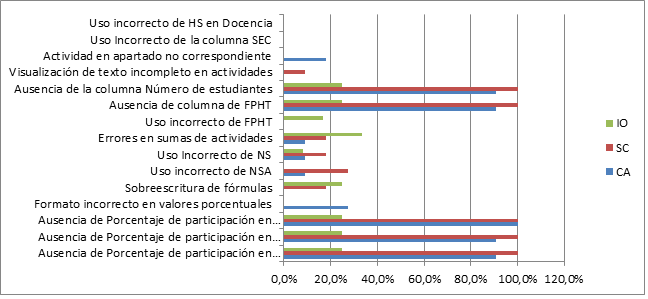 Uso incorrecto de HS en Docencia
Uso Incorrecto de la columna SEC
Actividad en apartado no correspondiente
Visualización de texto incompleto en actividades
Ausencia de la columna Número de estudiantes
Ausencia de columna de FPHT
Uso incorrecto de FPHT
Errores en sumas de actividades
Uso Incorrecto de NS
Uso incorrecto de NSA
Sobreescritura de fórmulas
Formato incorrecto en valores porcentuales
Ausencia de Porcentaje de participación en...
Ausencia de Porcentaje de participación en...
Ausencia de Porcentaje de participación en...
0,0% 20,0% 40,0% 60,0% 80,0% 100,0% 120,0%
IO
SC
CA